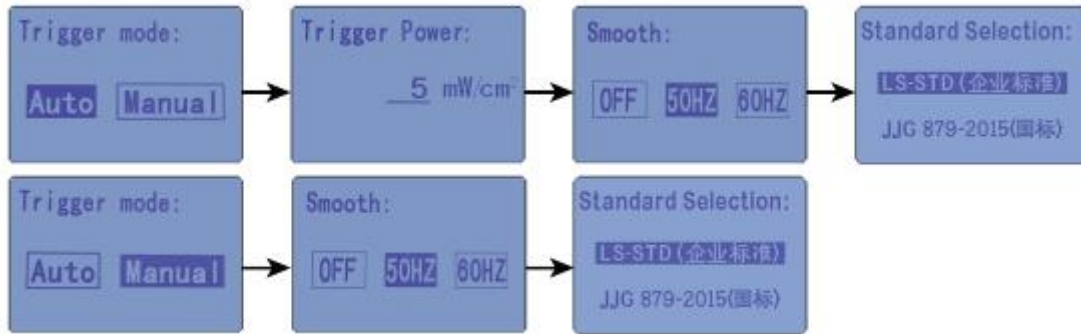 Trigger mode:
Auto Manual
Trigger Power:
5 mW/cm²
Smooth:
OFF 50HZ 60HZ
Standard Selection:
LS-STD(企业标准)
JJG 879-2015(国标)
Trigger mode:
Auto Manual
Smooth:
OFF 50HZ 60HZ
Standard Selection:
LS-STD(企业标准)
JJG 879-2015(国标)